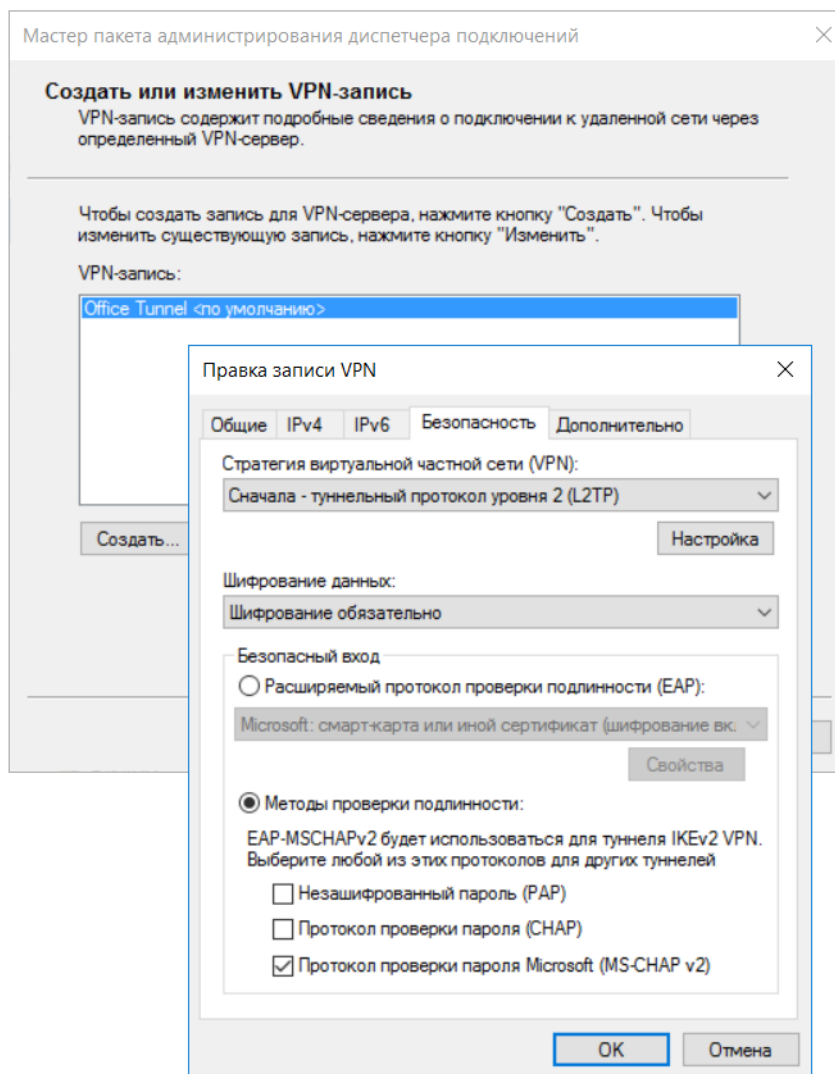 Мастер пакета администрирования диспетчера подключений
Создать или изменить VPN-запись
VPN-запись содержит подробные сведения о подключении к удаленной сети через
определенный VPN-сервер.
Чтобы создать запись для VPN-сервера, нажмите кнопку "Создать". Чтобы
изменить существующую запись, нажмите кнопку "Изменить".
VPN-запись:
Office Tunnel <по умолчанию>
Создать...
Правка записи VPN
Общие IPv4 IPv6 Безопасность Дополнительно
Стратегия виртуальной частной сети (VPN):
Сначала - туннельный протокол уровня 2 (L2TP)
Настройка
Шифрование данных:
Шифрование обязательно
Безопасный вход
Расширяемый протокол проверки подлинности (EAP):
Microsoft: смарт-карта или иной сертификат (шифрование вк
Свойства
Методы проверки подлинности:
EAP-MSCHAPv2 будет использоваться для туннеля IKEv2 VPN.
Выберите любой из этих протоколов для других туннелей
Незашифрованный пароль (PAP)
Протокол проверки пароля (CHAP)
Протокол проверки пароля Microsoft (MS-CHAP v2)
OK
Отмена